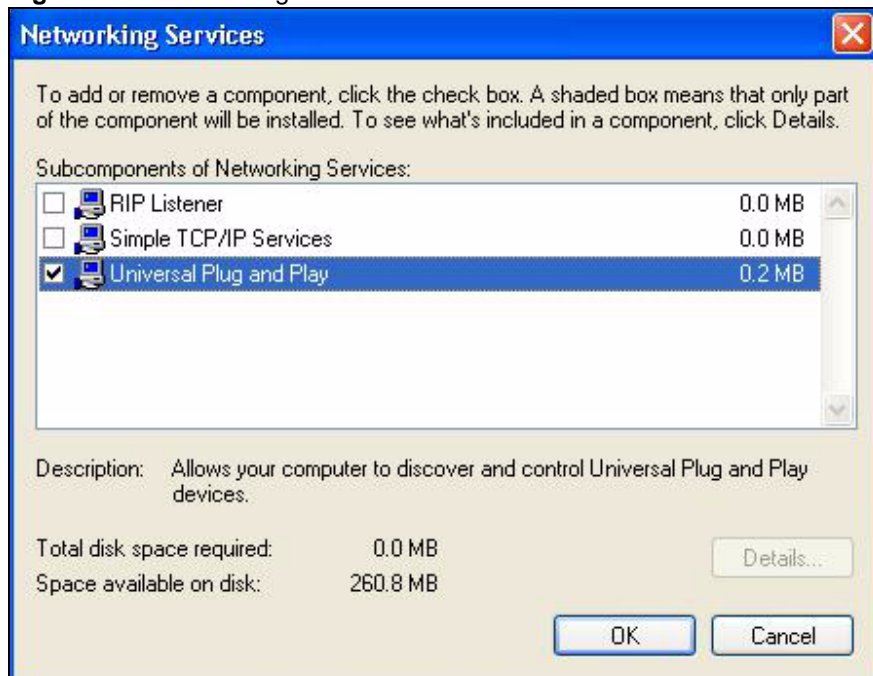 Networking Services
To add or remove a component, click the check box. A shaded box means that only part
of the component will be installed. To see what's included in a component, click Details.
Subcomponents of Networking Services:
RIP Listener 0.0 MB
Simple TCP/IP Services 0.0 MB
Universal Plug and Play 0.2 MB
Description: Allows your computer to discover and control Universal Plug and Play
devices.
Total disk space required: 0.0 MB
Details...
Space available on disk: 260.8 MB
OK Cancel